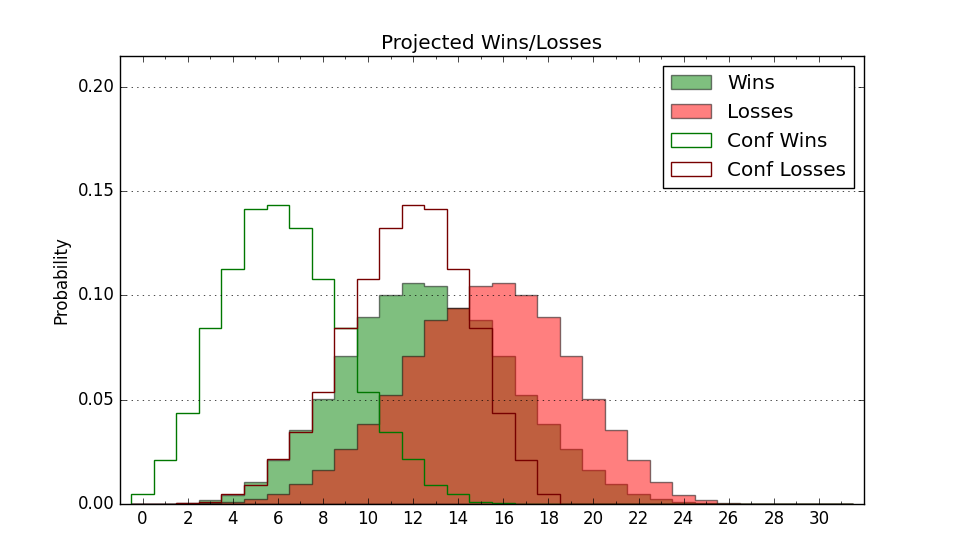 Projected Wins/Losses
Wins
Losses
Conf Wins
Conf Losses
Probability
0.20
0.15
0.10
0.05
0.00
0 2 4 6 8 10 12 14 16 18 20 22 24 26 28 30